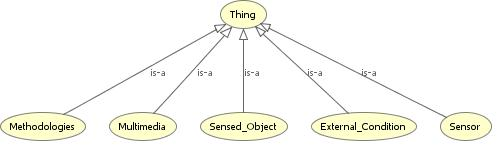 Thing
is-a is-a is-a is-a is-a
Methodologies Multimedia Sensed_Object External_Condition Sensor